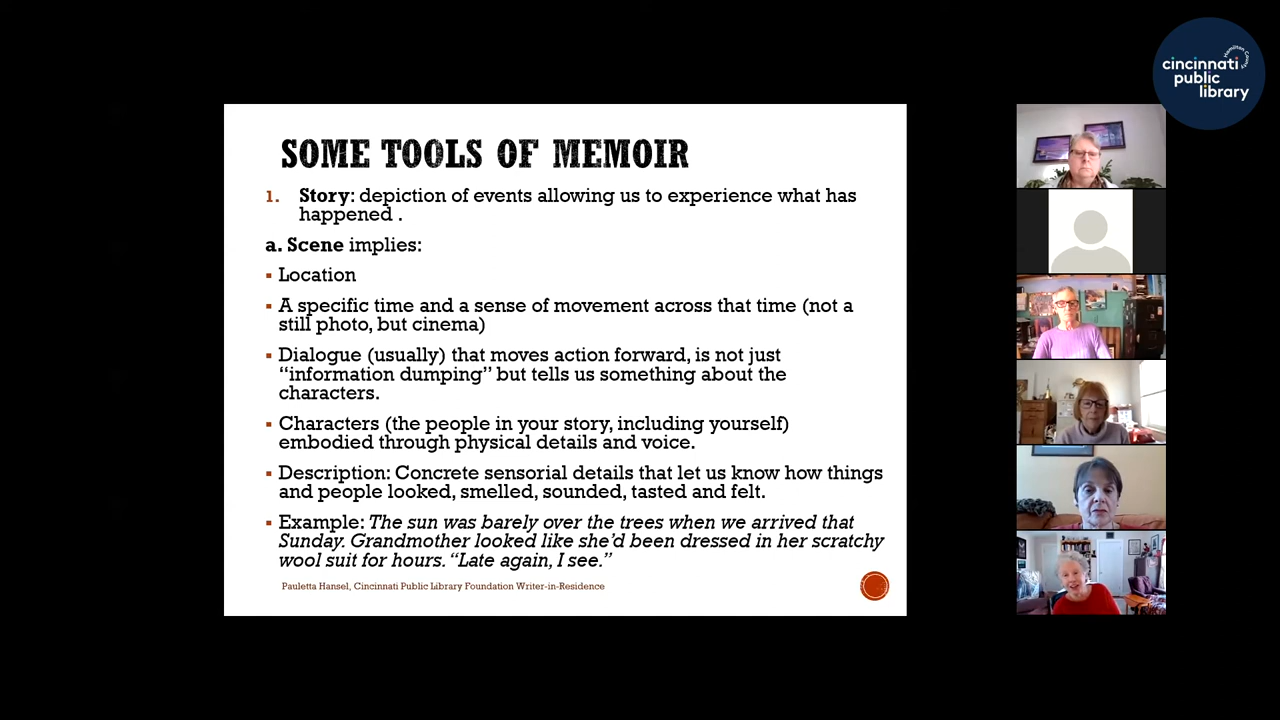 SOME TOOLS OF MEMOIR
1. Story: depiction of events allowing us to experience what has
happened .
a. Scene implies:
▪ Location
▪ A specific time and a sense of movement across that time (not a
still photo, but cinema)
▪ Dialogue (usually) that moves action forward, is not just
“information dumping” but tells us something about the
characters.
▪ Characters (the people in your story, including yourself)
embodied through physical details and voice.
▪ Description: Concrete sensorial details that let us know how things
and people looked, smelled, sounded, tasted and felt.
▪ Example: The sun was barely over the trees when we arrived that
Sunday. Grandmother looked like she’d been dressed in her scratchy
wool suit for hours. “Late again, I see.”
Pauletta Hansel, Cincinnati Public Library Foundation Writer-in-Residence
cincinnati
public
library
Hamilton County